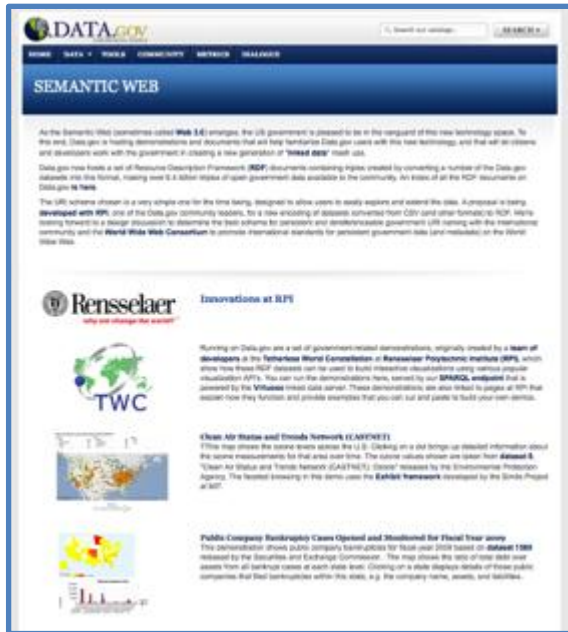 DATA.GOV
Search our catalogs
SEARCH
HOME DATA TOOLS COMMUNITY METRICS DIALOGUE
SEMANTIC WEB
As the Semantic Web (sometimes called Web 3.0) emerges, the US government is pleased to be in the vanguard of this new technology space. To
this end, Data.gov is hosting demonstrations and documents that will help familiarize Data.gov users with this new technology, and that will let citizens
and developers work with the government in creating a new generation of "linked data" mash ups.
Data.gov now hosts a set of Resource Description Framework (RDF) documents containing triples created by converting a number of the Data.gov
datasets into this format, making over 6.4 billion triples of open government data available to the community. An index of all the RDF documents on
Data.gov is here.
The URI scheme chosen is a very simple one for the time being, designed to allow users to easily explore and extend the data. A proposal is being
developed with RPI, one of the Data.gov community leaders, for a new encoding of datasets converted from CSV (and other formats) to RDF. We're
looking forward to a design discussion to determine the best scheme for persistent and dereferenceable government URI naming with the international
community and the World Wide Web Consortium to promote international standards for persistent government data (and metadata) on the World
Wide Web.
Rensselaer
why not change the world?
Innovations at RPI
TWC
Running on Data.gov are a set of government-related demonstrations, originally created by a team of
developers at the Tetherless World Constellation at Rensselaer Polytechnic Institute (RPI), which
show how these RDF datasets can be used to build interactive visualizations using various popular
visualization API's. You can run the demonstrations here, served by our SPARQL endpoint that is
powered by the Virtuoso linked data server. These demonstrations are also linked to pages at RPI that
explain how they function and provide examples that you can cut and paste to build your own demos.
Clean Air Status and Trends Network (CASTNET)
This map shows the ozone levels across the U.S. Clicking on a dot brings up detailed information about
the ozone measurements for that area over time. The ozone values shown are taken from dataset 8,
"Clean Air Status and Trends Network (CASTNET): Ozone" released by the Environmental Protection
Agency. The faceted browsing in this demo uses the Exhibit framework developed by the Simile Project
at MIT.
Public Company Bankruptcy Cases Opened and Monitored for Fiscal Year 2009
This demonstration shows public company bankruptcies for fiscal year 2009 based on dataset
released by the Securities and Exchange Commission. The map shows the ratio of total debt over
assets from all bankrupt cases at each state level. Clicking on a state displays details of those public
companies that filed bankruptcies within this state, e.g. the company name, assets, and liabilities.